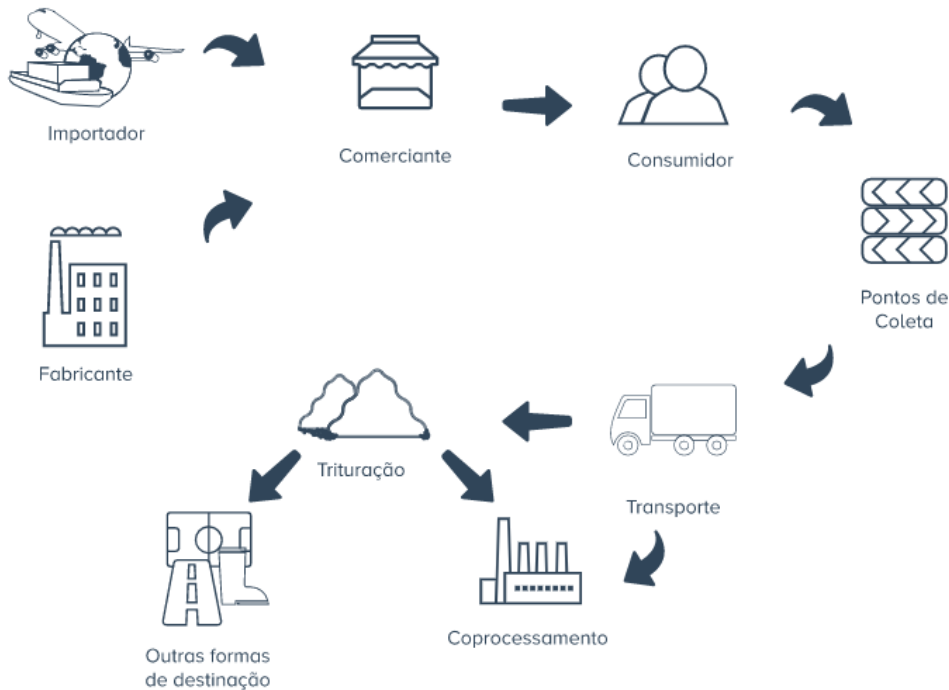 Importador
Comerciante
Consumidor
Pontos de
Coleta
Fabricante
Trituração
Transporte
Coprocessamento
Outras formas
de destinação